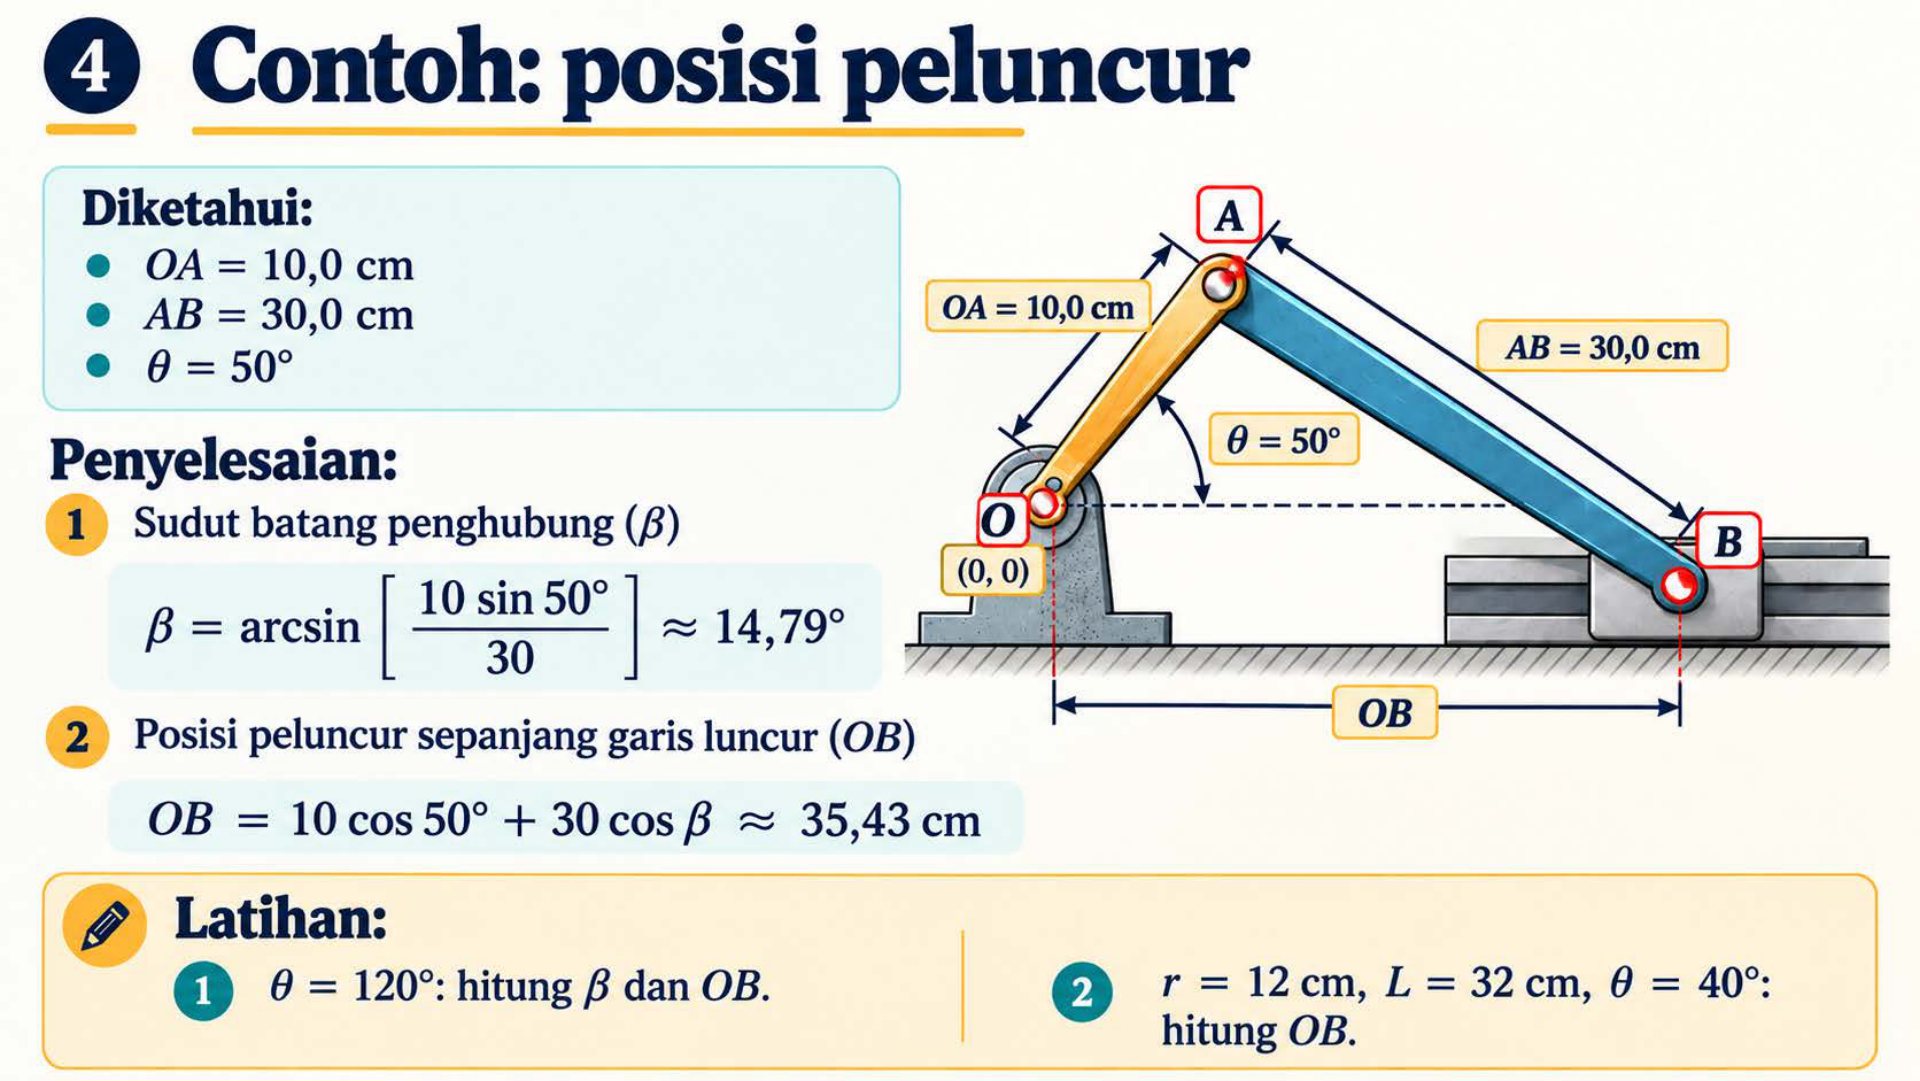 4 Contoh: posisi peluncur
Diketahui:
OA = 10,0 cm
AB = 30,0 cm
θ = 50°
Penyelesaian:
1 Sudut batang penghubung (β)
β = arcsin [ 10 sin 50° / 30 ] ≈ 14,79°
2 Posisi peluncur sepanjang garis luncur (OB)
OB = 10 cos 50° + 30 cos β ≈ 35,43 cm
A
OA = 10,0 cm
AB = 30,0 cm
θ = 50°
O
(0, 0)
B
OB
Latihan:
1 θ = 120°: hitung β dan OB.
2 r = 12 cm, L = 32 cm, θ = 40°:
hitung OB.